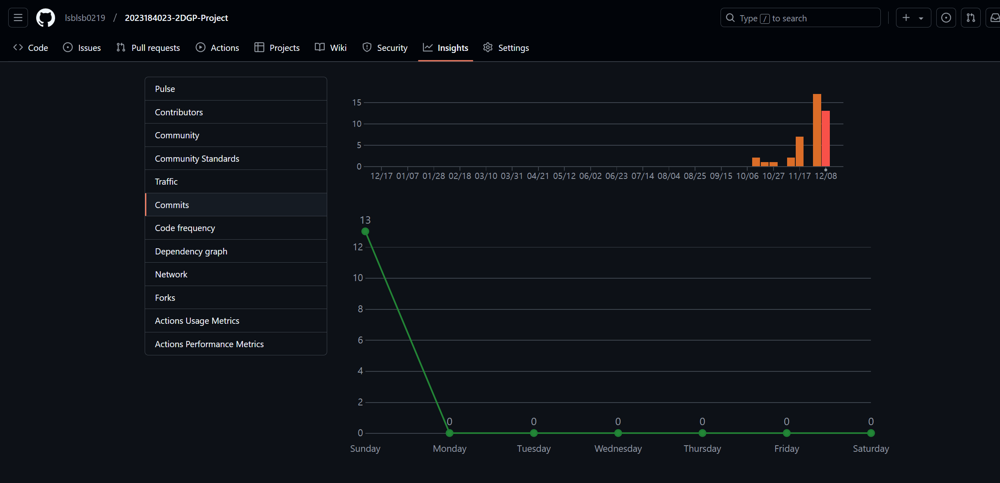 lsblsb0219 / 2023184023-2DGP-Project
Type / to search
Code Issues Pull requests Actions Projects Wiki Security Insights Settings
Pulse
Contributors
Community
Community Standards
Traffic
Commits
Code frequency
Dependency graph
Network
Forks
Actions Usage Metrics
Actions Performance Metrics
15
10
5
0
12/17 01/07 01/28 02/18 03/10 03/31 04/21 05/12 06/02 06/23 07/14 08/04 08/25 09/15 10/06 10/27 11/17 12/08
13
12
10
8
6
4
2
0 0 0 0 0 0
0
Sunday Monday Tuesday Wednesday Thursday Friday Saturday